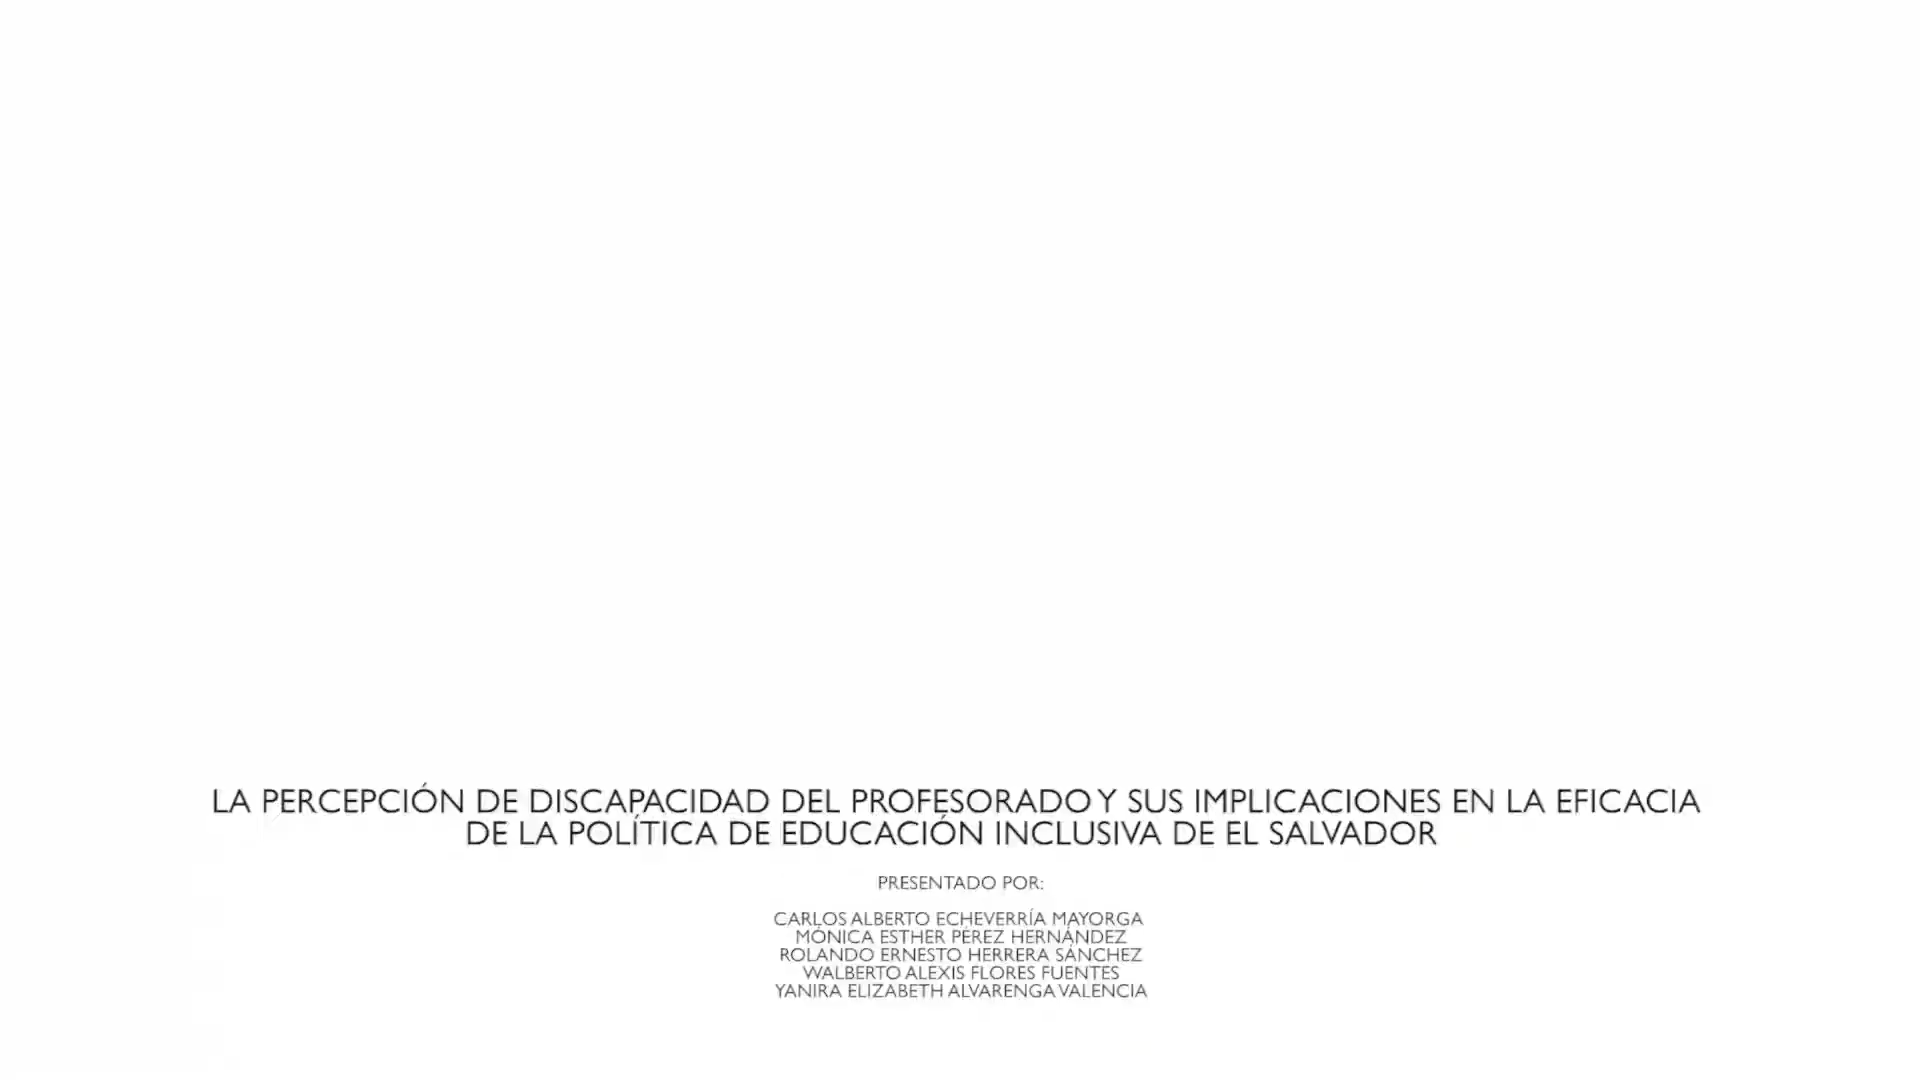 LA PERCEPCIÓN DE DISCAPACIDAD DEL PROFESORADO Y SUS IMPLICACIONES EN LA EFICACIA
DE LA POLÍTICA DE EDUCACIÓN INCLUSIVA DE EL SALVADOR
PRESENTADO POR:
CARLOS ALBERTO ECHEVERRÍA MAYORGA
MÓNICA ESTHER PÉREZ HERNÁNDEZ
ROLANDO ERNESTO HERRERA SÁNCHEZ
WALBERTO ALEXIS FLORES FUENTES
YANIRA ELIZABETH ALVARENGA VALENCIA